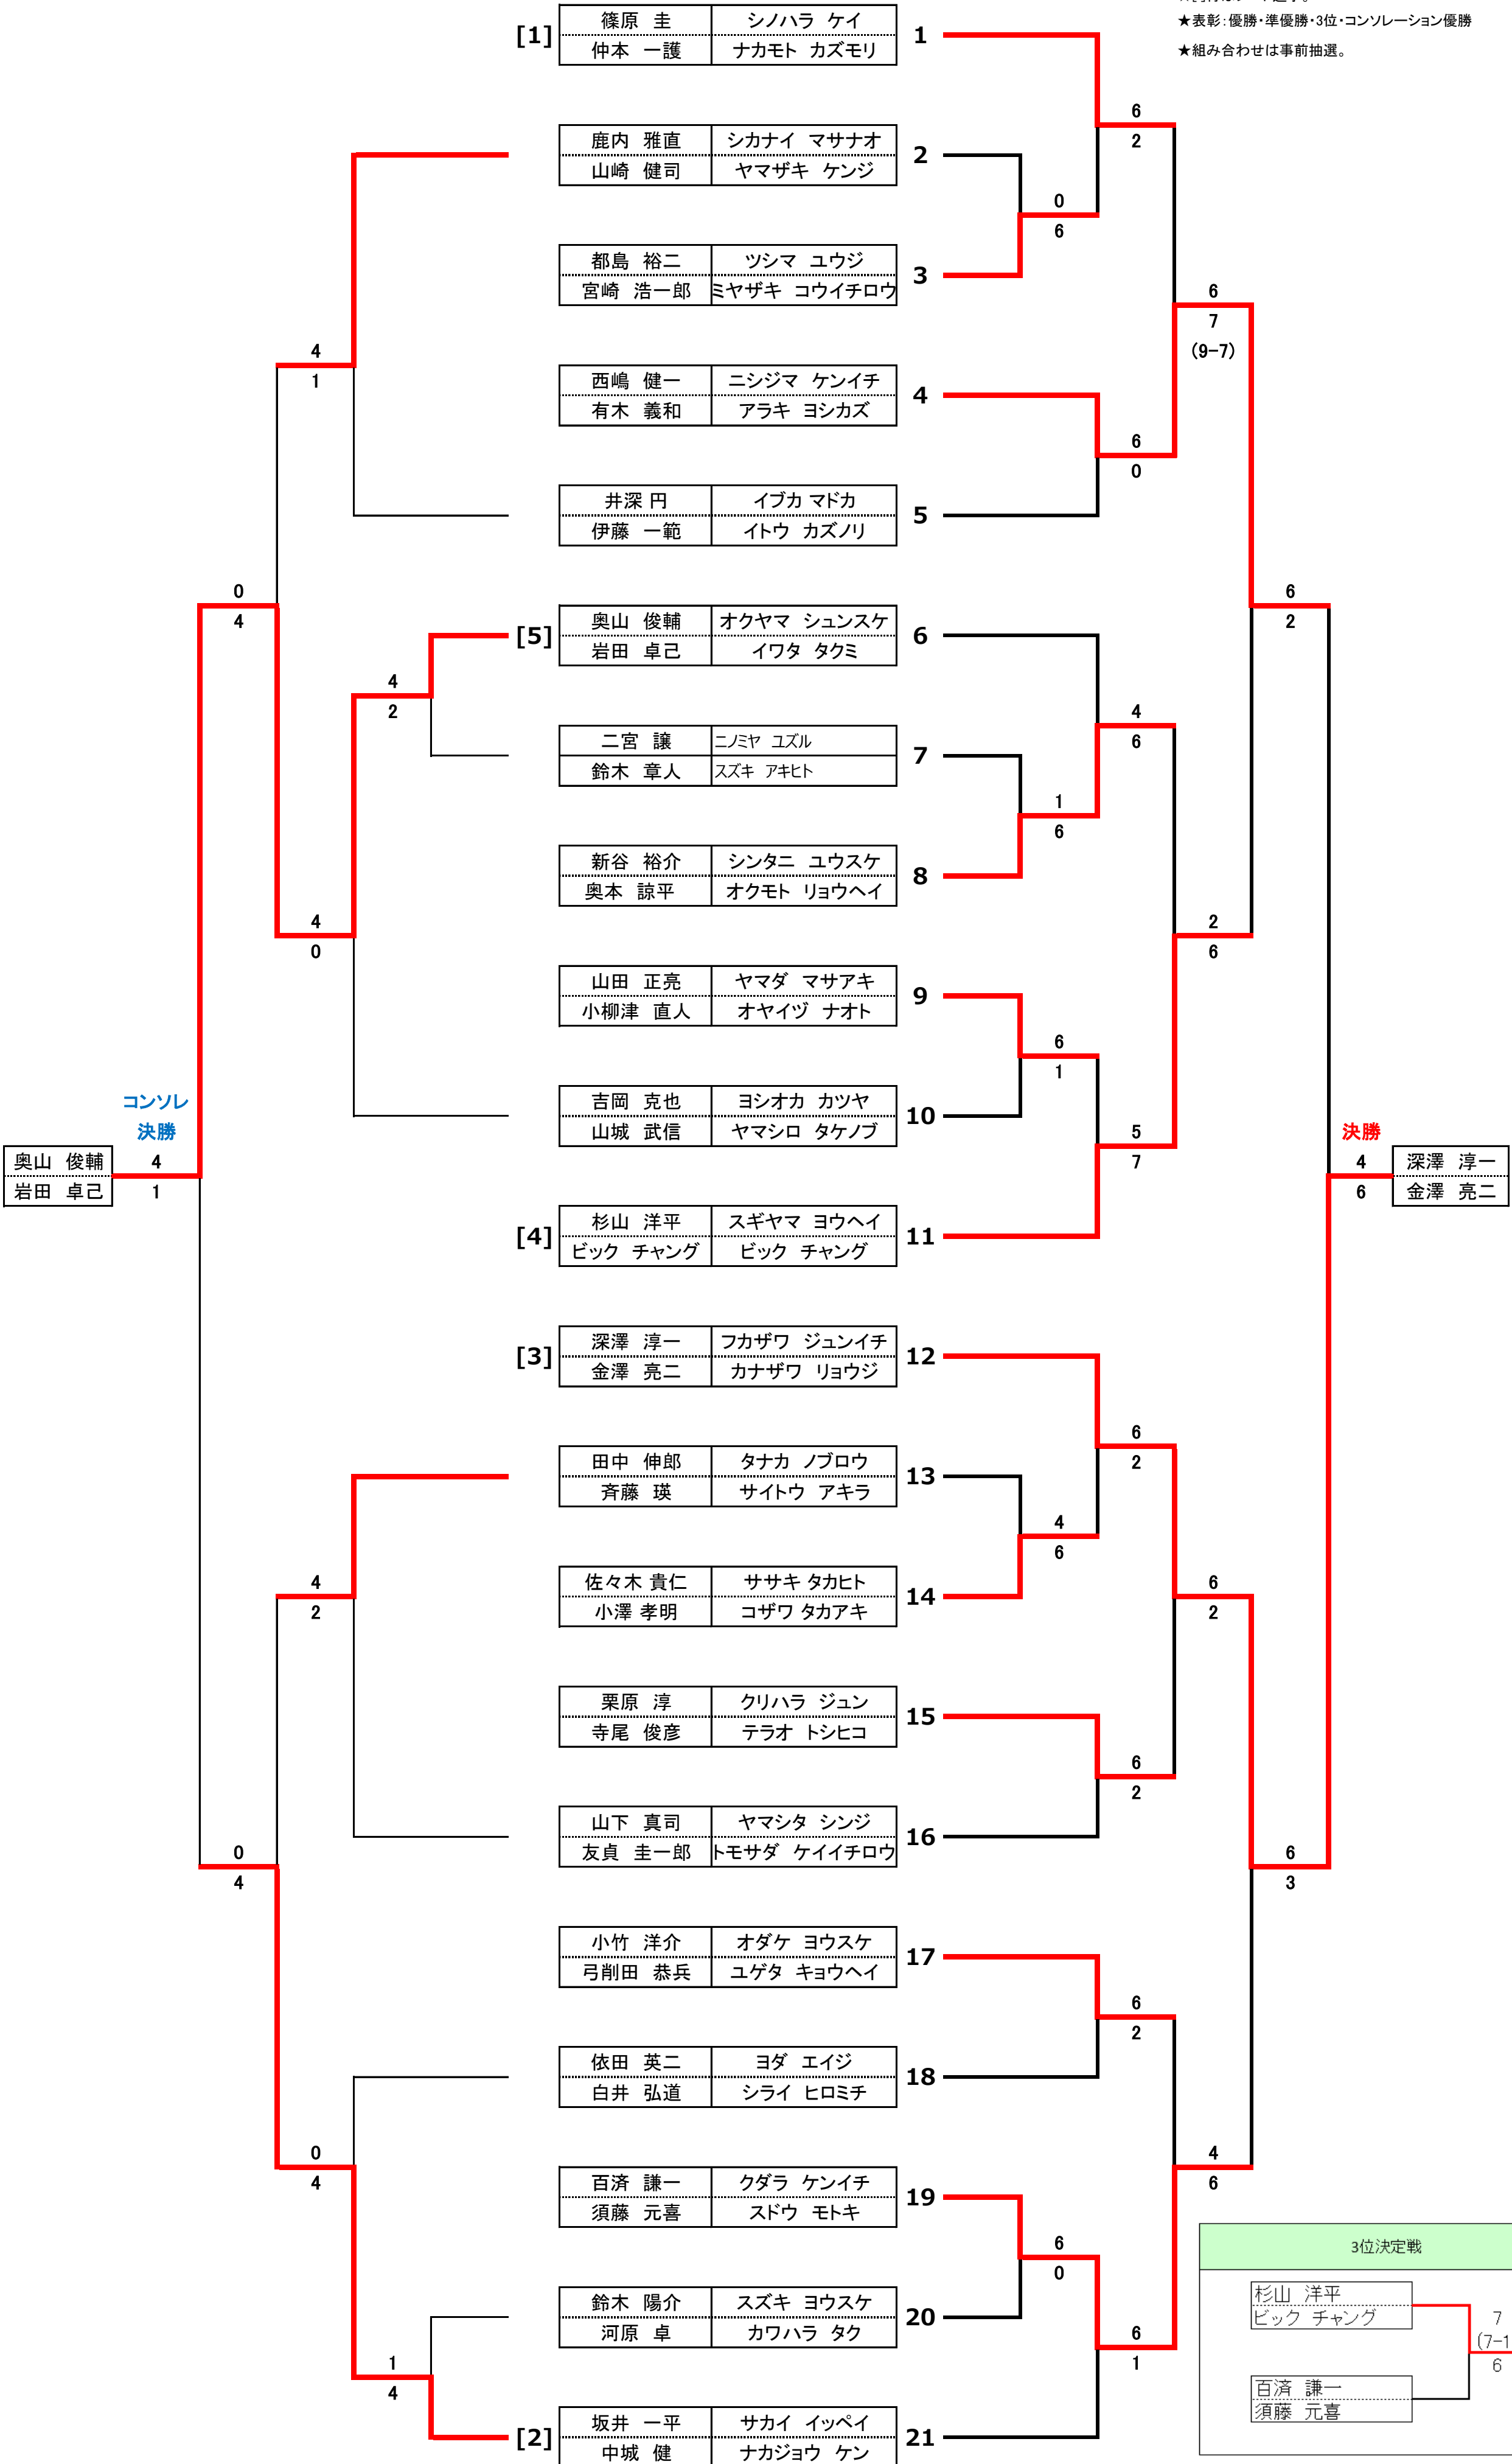 ★表彰：優勝・準優勝・3位・コンソレーション優勝
★組み合わせは事前抽選。
[1] 篠原 圭 シノハラ ケイ 1
仲本 一護 ナカモト カズモリ
6
2
鹿内 雅直 シカナイ マサナオ 2
山崎 健司 ヤマザキ ケンジ
0
6
都島 裕二 ツシマ ユウジ 3
宮崎 浩一郎 ミヤザキ コウイチロウ
6
7
(9-7)
4
1
西嶋 健一 ニシジマ ケンイチ 4
有木 義和 アラキ ヨシカズ
6
0
井深 円 イブカ マドカ 5
伊藤 一範 イトウ カズノリ
0
4
6
2
[5] 奥山 俊輔 オクヤマ シュンスケ 6
岩田 卓己 イワタ タクミ
4
2
4
6
二宮 譲 ニノミヤ ユズル 7
鈴木 章人 スズキ アキヒト
1
6
新谷 裕介 シンタニ ユウスケ 8
奥本 諒平 オクモト リョウヘイ
4
0
2
6
山田 正亮 ヤマダ マサアキ 9
小柳津 直人 オヤイヅ ナオト
6
1
吉岡 克也 ヨシオカ カツヤ 10
山城 武信 ヤマシロ タケノブ
5
7
コンソレ
決勝
奥山 俊輔 4
岩田 卓己 1
決勝
4 深澤 淳一
6 金澤 亮二
[4] 杉山 洋平 スギヤマ ヨウヘイ 11
ビック チャング ビック チャング
[3] 深澤 淳一 フカザワ ジュンイチ 12
金澤 亮二 カナザワ リョウジ
6
2
田中 伸郎 タナカ ノブロウ 13
斉藤 瑛 サイトウ アキラ
4
6
佐々木 貴仁 ササキ タカヒト 14
小澤 孝明 コザワ タカアキ
4
2
6
2
栗原 淳 クリハラ ジュン 15
寺尾 俊彦 テラオ トシヒコ
6
2
山下 真司 ヤマシタ シンジ 16
友貞 圭一郎 トモサダ ケイイチロウ
0
4
6
3
小竹 洋介 オダケ ヨウスケ 17
弓削田 恭兵 ユゲタ キョウヘイ
6
2
依田 英二 ヨダ エイジ 18
白井 弘道 シライ ヒロミチ
0
4
4
6
百済 謙一 クダラ ケンイチ 19
須藤 元喜 スドウ モトキ
6
0
鈴木 陽介 スズキ ヨウスケ 20
河原 卓 カワハラ タク
1
4
6
1
[2] 坂井 一平 サカイ イッペイ 21
中城 健 ナカジョウ ケン
3位決定戦
杉山 洋平
ビック チャング
7
(7-1
6
百済 謙一
須藤 元喜